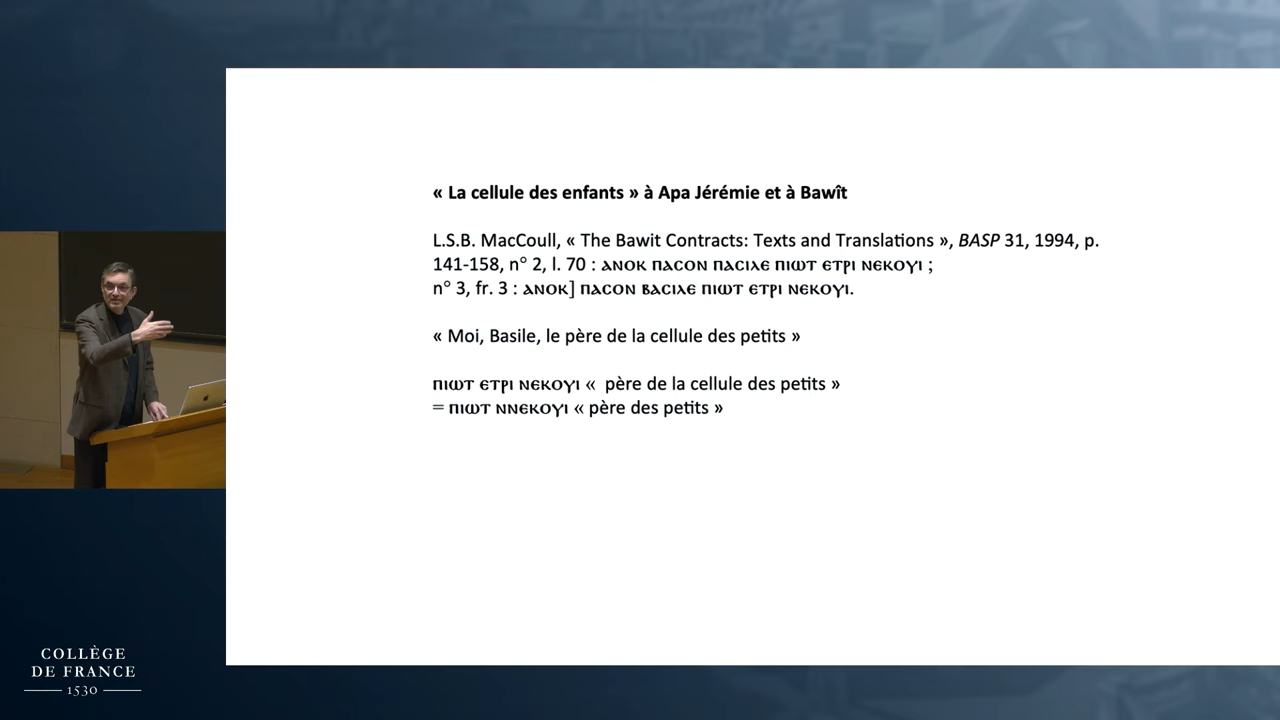 « La cellule des enfants » à Apa Jérémie et à Bawît
L.S.B. MacCoull, « The Bawit Contracts: Texts and Translations », BASP 31, 1994, p.
141-158, n° 2, l. 70 : ⲁⲛⲟⲕ ⲡⲁⲥⲟⲛ ⲡⲁⲥⲓⲗⲉ ⲡⲓⲱⲧ ⲉⲧⲣⲓ ⲛⲉⲕⲟⲩⲓ ;
n° 3, fr. 3 : ⲁⲛⲟⲕ] ⲡⲁⲥⲟⲛ ⲃⲁⲥⲓⲗⲉ ⲡⲓⲱⲧ ⲉⲧⲣⲓ ⲛⲉⲕⲟⲩⲓ.
« Moi, Basile, le père de la cellule des petits »
ⲡⲓⲱⲧ ⲉⲧⲣⲓ ⲛⲉⲕⲟⲩⲓ « père de la cellule des petits »
= ⲡⲓⲱⲧ ⲛⲛⲉⲕⲟⲩⲓ « père des petits »
COLLÈGE
DE FRANCE
1530